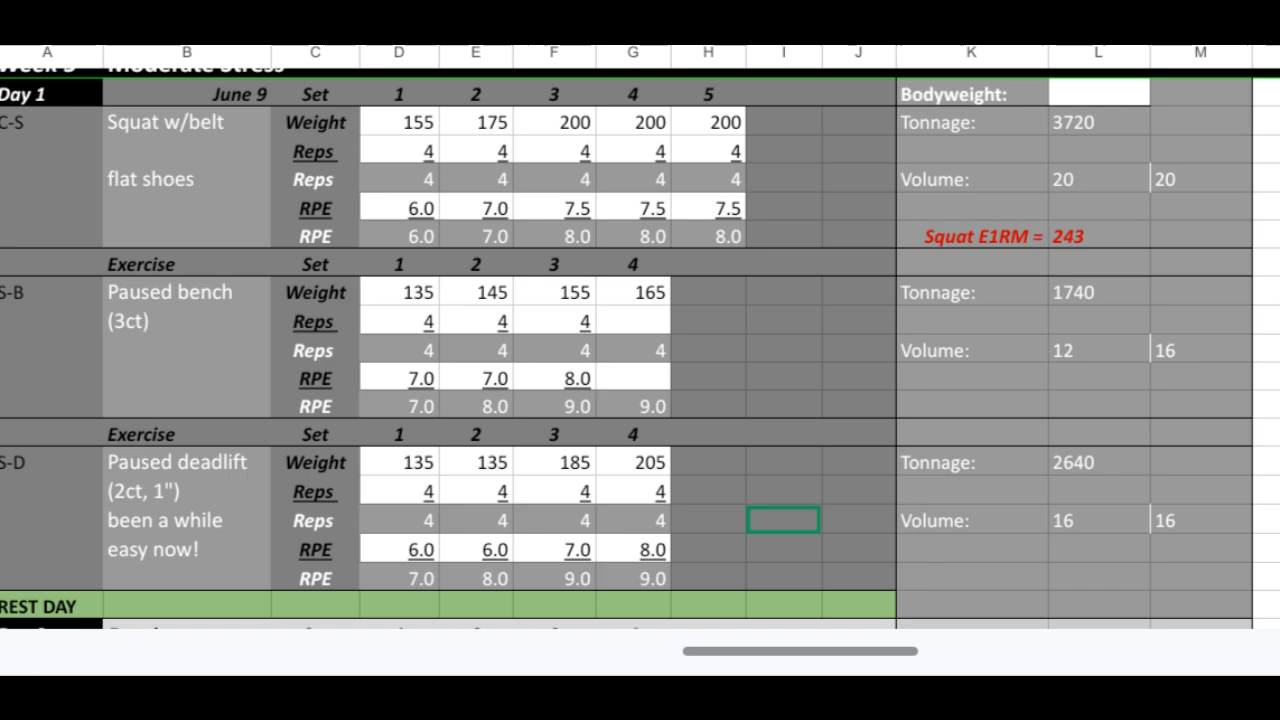 A B C D E F G H I J K L M
Week 5 Moderate Stress
Day 1 June 9 Set 1 2 3 4 5 Bodyweight:
C-S Squat w/belt Weight 155 175 200 200 200 Tonnage: 3720
Reps 4 4 4 4 4
flat shoes Reps 4 4 4 4 4 Volume: 20 20
RPE 6.0 7.0 7.5 7.5 7.5
RPE 6.0 7.0 8.0 8.0 8.0 Squat E1RM = 243
Exercise Set 1 2 3 4
S-B Paused bench Weight 135 145 155 165 Tonnage: 1740
(3ct) Reps 4 4 4
Reps 4 4 4 4 Volume: 12 16
RPE 7.0 7.0 8.0
RPE 7.0 8.0 9.0 9.0
Exercise Set 1 2 3 4
S-D Paused deadlift Weight 135 135 185 205 Tonnage: 2640
(2ct, 1") Reps 4 4 4 4
been a while Reps 4 4 4 4 Volume: 16 16
easy now! RPE 6.0 6.0 7.0 8.0
RPE 7.0 8.0 9.0 9.0
REST DAY